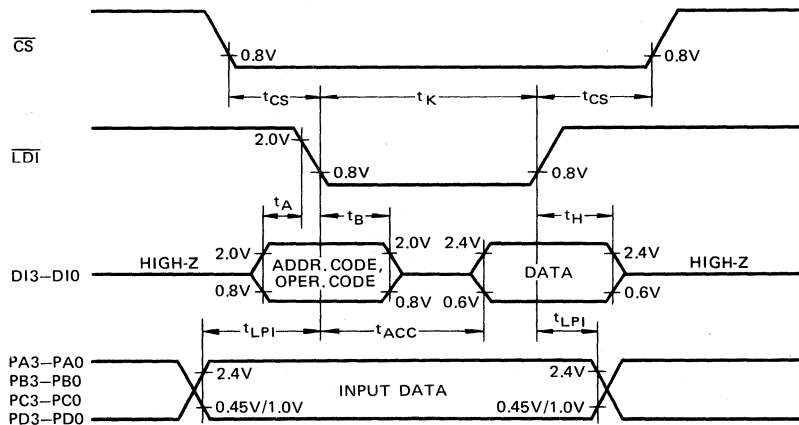 CS
0.8V
0.8V
tCS
tK
tCS
LDI
2.0V
0.8V
0.8V
tA
tB
tH
DI3–DI0
HIGH-Z
2.0V
0.8V
ADDR. CODE,
OPER. CODE
2.0V
0.8V
2.4V
0.6V
DATA
2.4V
0.6V
HIGH-Z
tLPI
tACC
tLPI
PA3–PA0
PB3–PB0
PC3–PC0
PD3–PD0
2.4V
0.45V/1.0V
INPUT DATA
2.4V
0.45V/1.0V